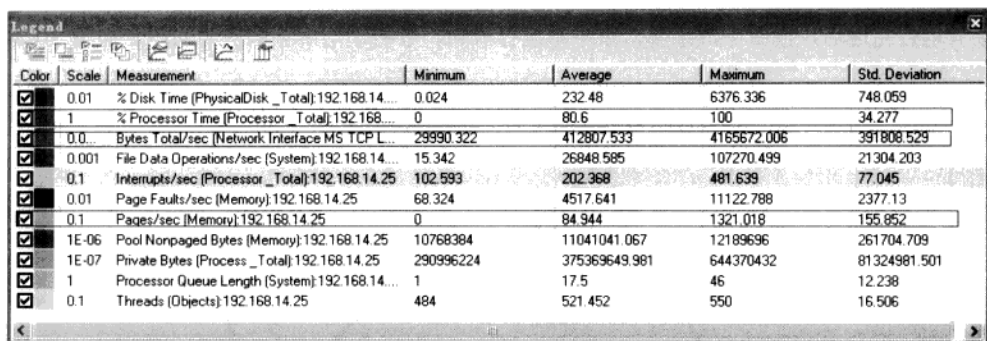 Legend
Color Scale Measurement Minimum Average Maximum Std. Deviation
0.01 % Disk Time (PhysicalDisk _Total):192.168.14.... 0.024 232.48 6376.336 748.059
1 % Processor Time (Processor _Total):192.168.... 0 80.6 100 34.277
0.0... Bytes Total/sec (Network Interface MS TCP L... 29990.322 412807.533 4165672.006 391808.529
0.001 File Data Operations/sec (System):192.168.14.... 15.342 26848.585 107270.499 21304.203
0.1 Interrupts/sec (Processor _Total):192.168.14.25 102.593 202.368 481.639 77.045
0.01 Page Faults/sec (Memory):192.168.14.25 68.324 4517.641 11122.788 2377.13
0.1 Pages/sec (Memory):192.168.14.25 0 84.944 1321.018 155.852
1E-06 Pool Nonpaged Bytes (Memory):192.168.14.25 10768384 11041041.067 12189696 261704.709
1E-07 Private Bytes (Process _Total):192.168.14.25 290996224 375369649.981 644370432 81324981.501
1 Processor Queue Length (System):192.168.14.... 1 17.5 46 12.238
0.1 Threads (Objects):192.168.14.25 484 521.452 550 16.506